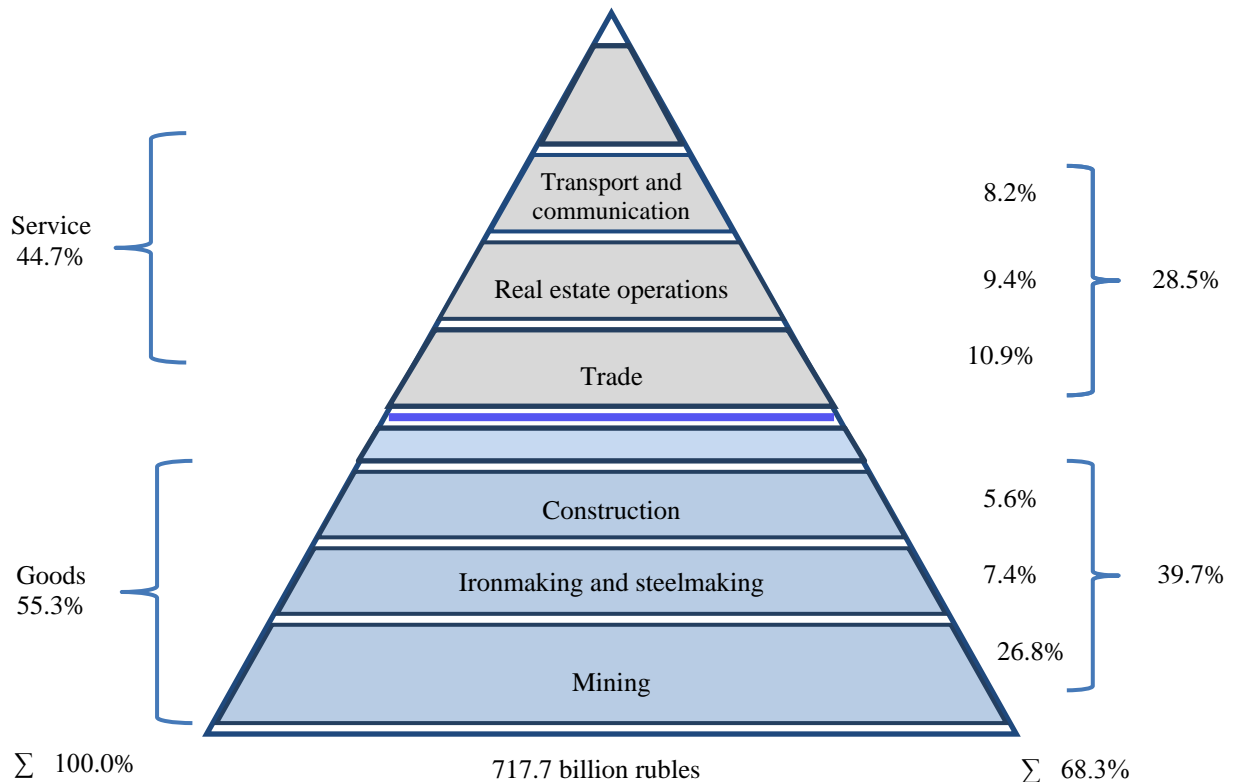 Transport and
communication
8.2%
Service
44.7%
Real estate operations
9.4%
28.5%
Trade
10.9%
Construction
5.6%
Goods
55.3%
Ironmaking and steelmaking
7.4%
39.7%
Mining
26.8%
∑ 100.0%
717.7 billion rubles
∑ 68.3%